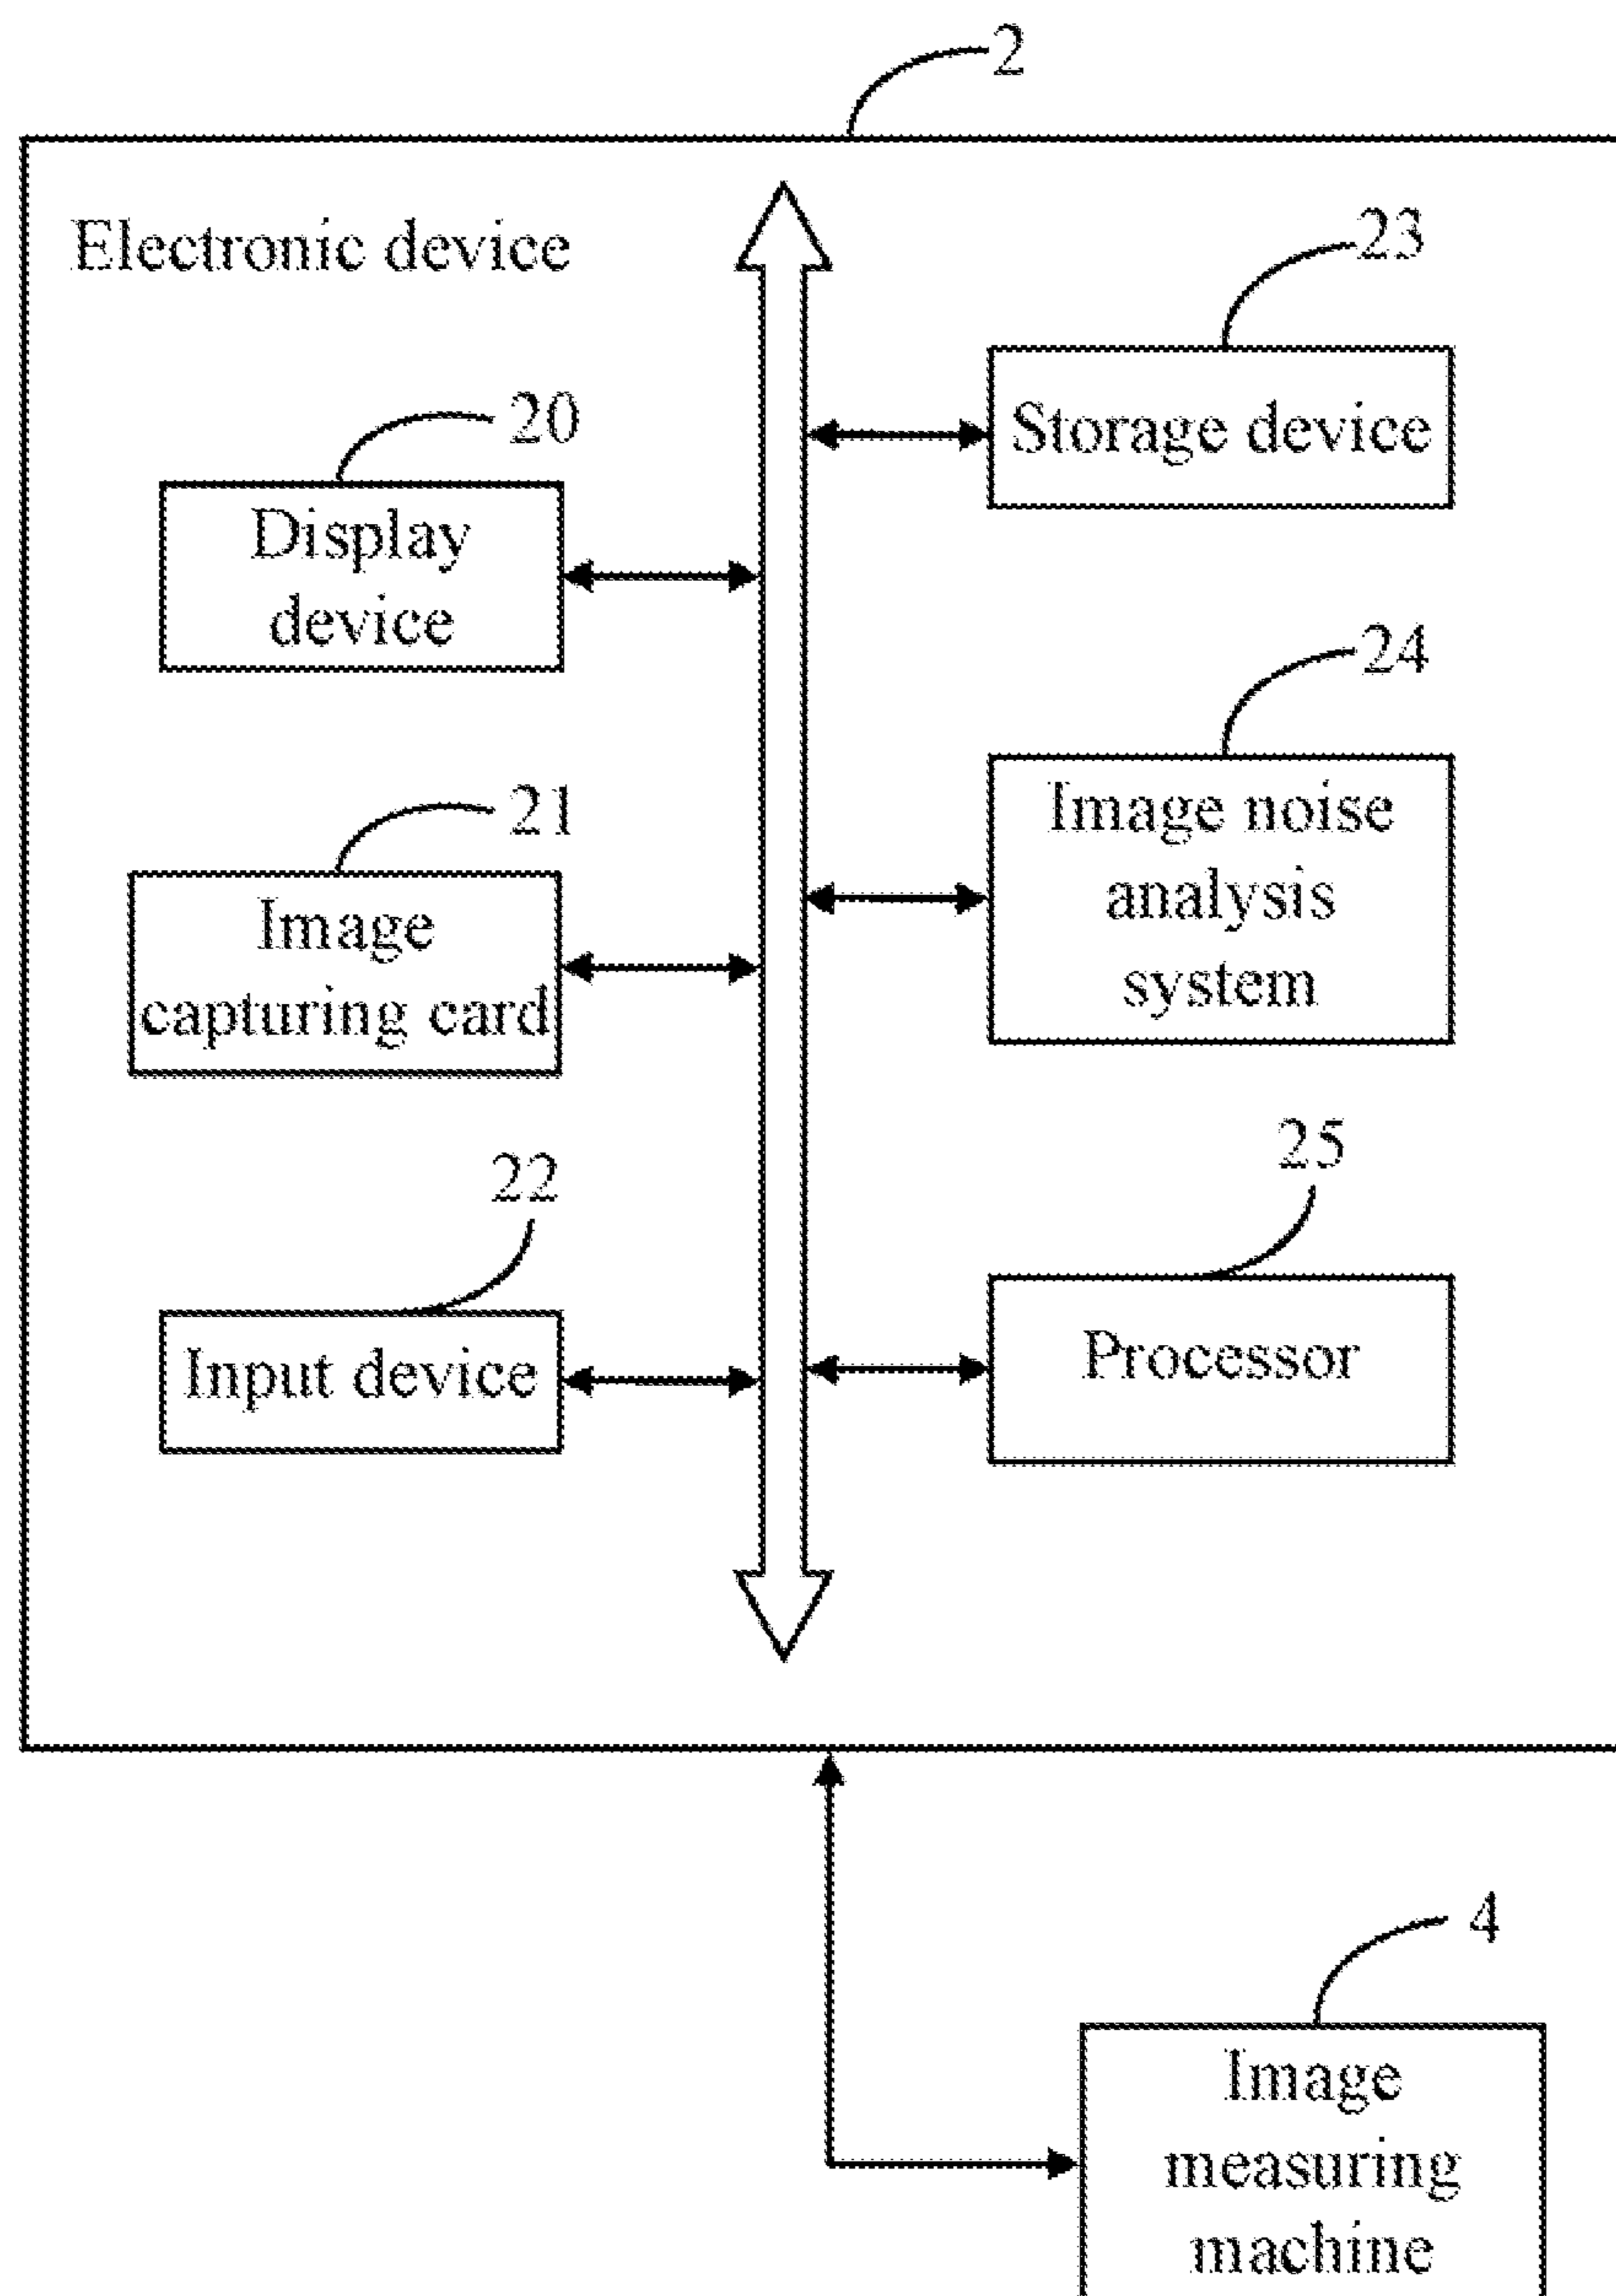 2
Electronic device
23
Storage device
20
Display
device
24
Image noise
analysis
system
21
Image
capturing card
25
Processor
22
Input device
4
Image
measuring
machine